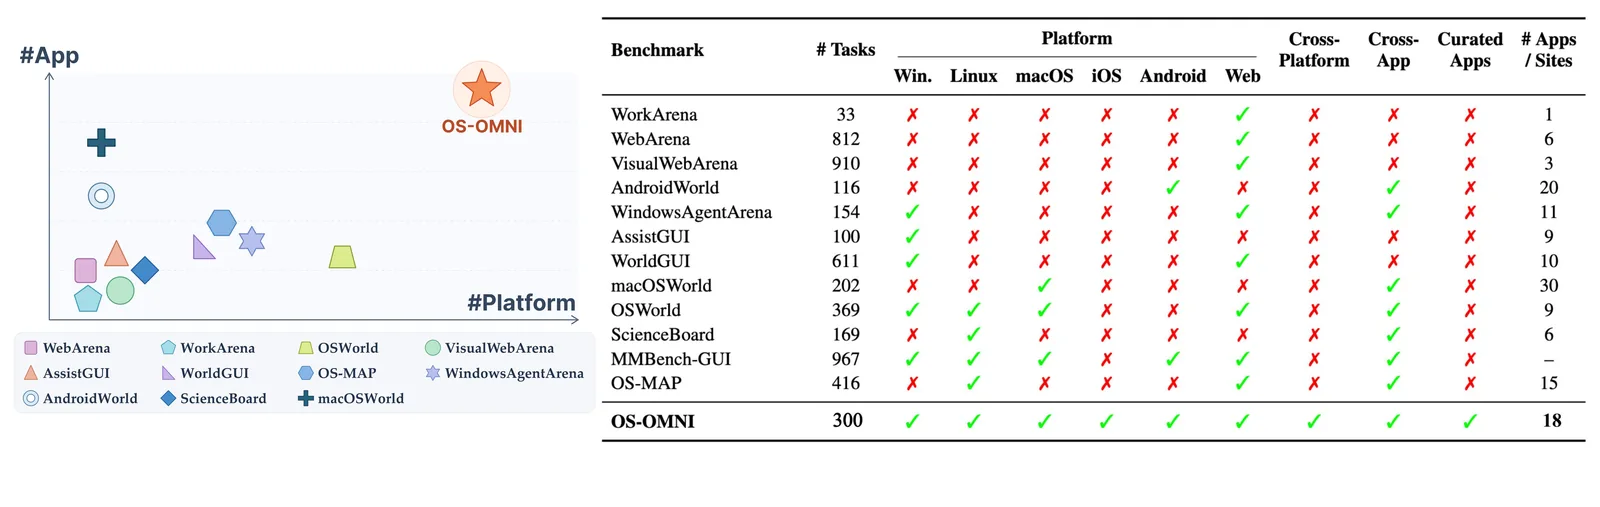 #App
OS-OMNI
#Platform
WebArena WorkArena OSWorld VisualWebArena
AssistGUI WorldGUI OS-MAP WindowsAgentArena
AndroidWorld ScienceBoard macOSWorld
Benchmark # Tasks Platform Cross-Platform Cross-App Curated Apps # Apps / Sites
Win. Linux macOS iOS Android Web
WorkArena 33 ✗ ✗ ✗ ✗ ✗ ✓ ✗ ✗ ✗ 1
WebArena 812 ✗ ✗ ✗ ✗ ✗ ✓ ✗ ✗ ✗ 6
VisualWebArena 910 ✗ ✗ ✗ ✗ ✗ ✓ ✗ ✗ ✗ 3
AndroidWorld 116 ✗ ✗ ✗ ✗ ✓ ✗ ✗ ✓ ✗ 20
WindowsAgentArena 154 ✓ ✗ ✗ ✗ ✗ ✓ ✗ ✓ ✗ 11
AssistGUI 100 ✓ ✗ ✗ ✗ ✗ ✗ ✗ ✗ ✗ 9
WorldGUI 611 ✓ ✗ ✗ ✗ ✗ ✓ ✗ ✗ ✗ 10
macOSWorld 202 ✗ ✗ ✓ ✗ ✗ ✗ ✗ ✓ ✗ 30
OSWorld 369 ✓ ✓ ✓ ✗ ✗ ✓ ✗ ✓ ✗ 9
ScienceBoard 169 ✗ ✓ ✗ ✗ ✗ ✗ ✗ ✓ ✗ 6
MMBench-GUI 967 ✓ ✓ ✓ ✗ ✓ ✓ ✗ ✓ ✗ –
OS-MAP 416 ✗ ✓ ✗ ✗ ✗ ✓ ✗ ✓ ✗ 15
OS-OMNI 300 ✓ ✓ ✓ ✓ ✓ ✓ ✓ ✓ ✓ 18